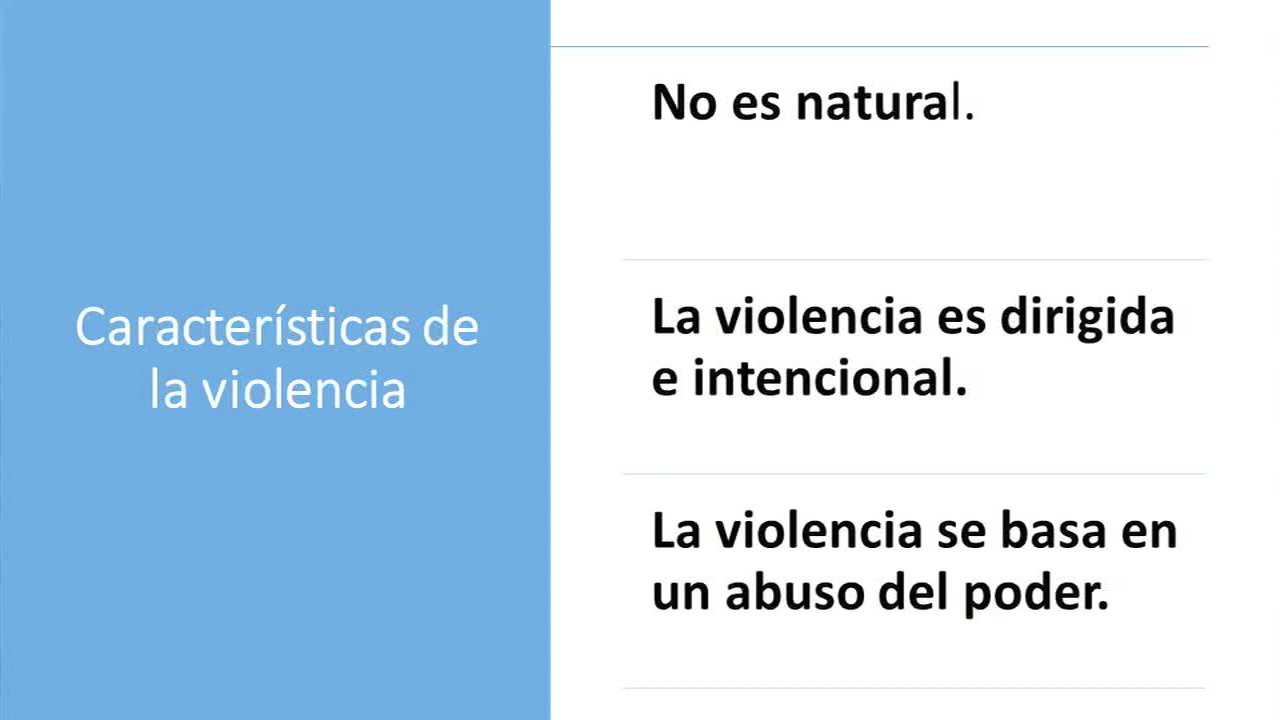 Características de
la violencia
No es natural.
La violencia es dirigida
e intencional.
La violencia se basa en
un abuso del poder.